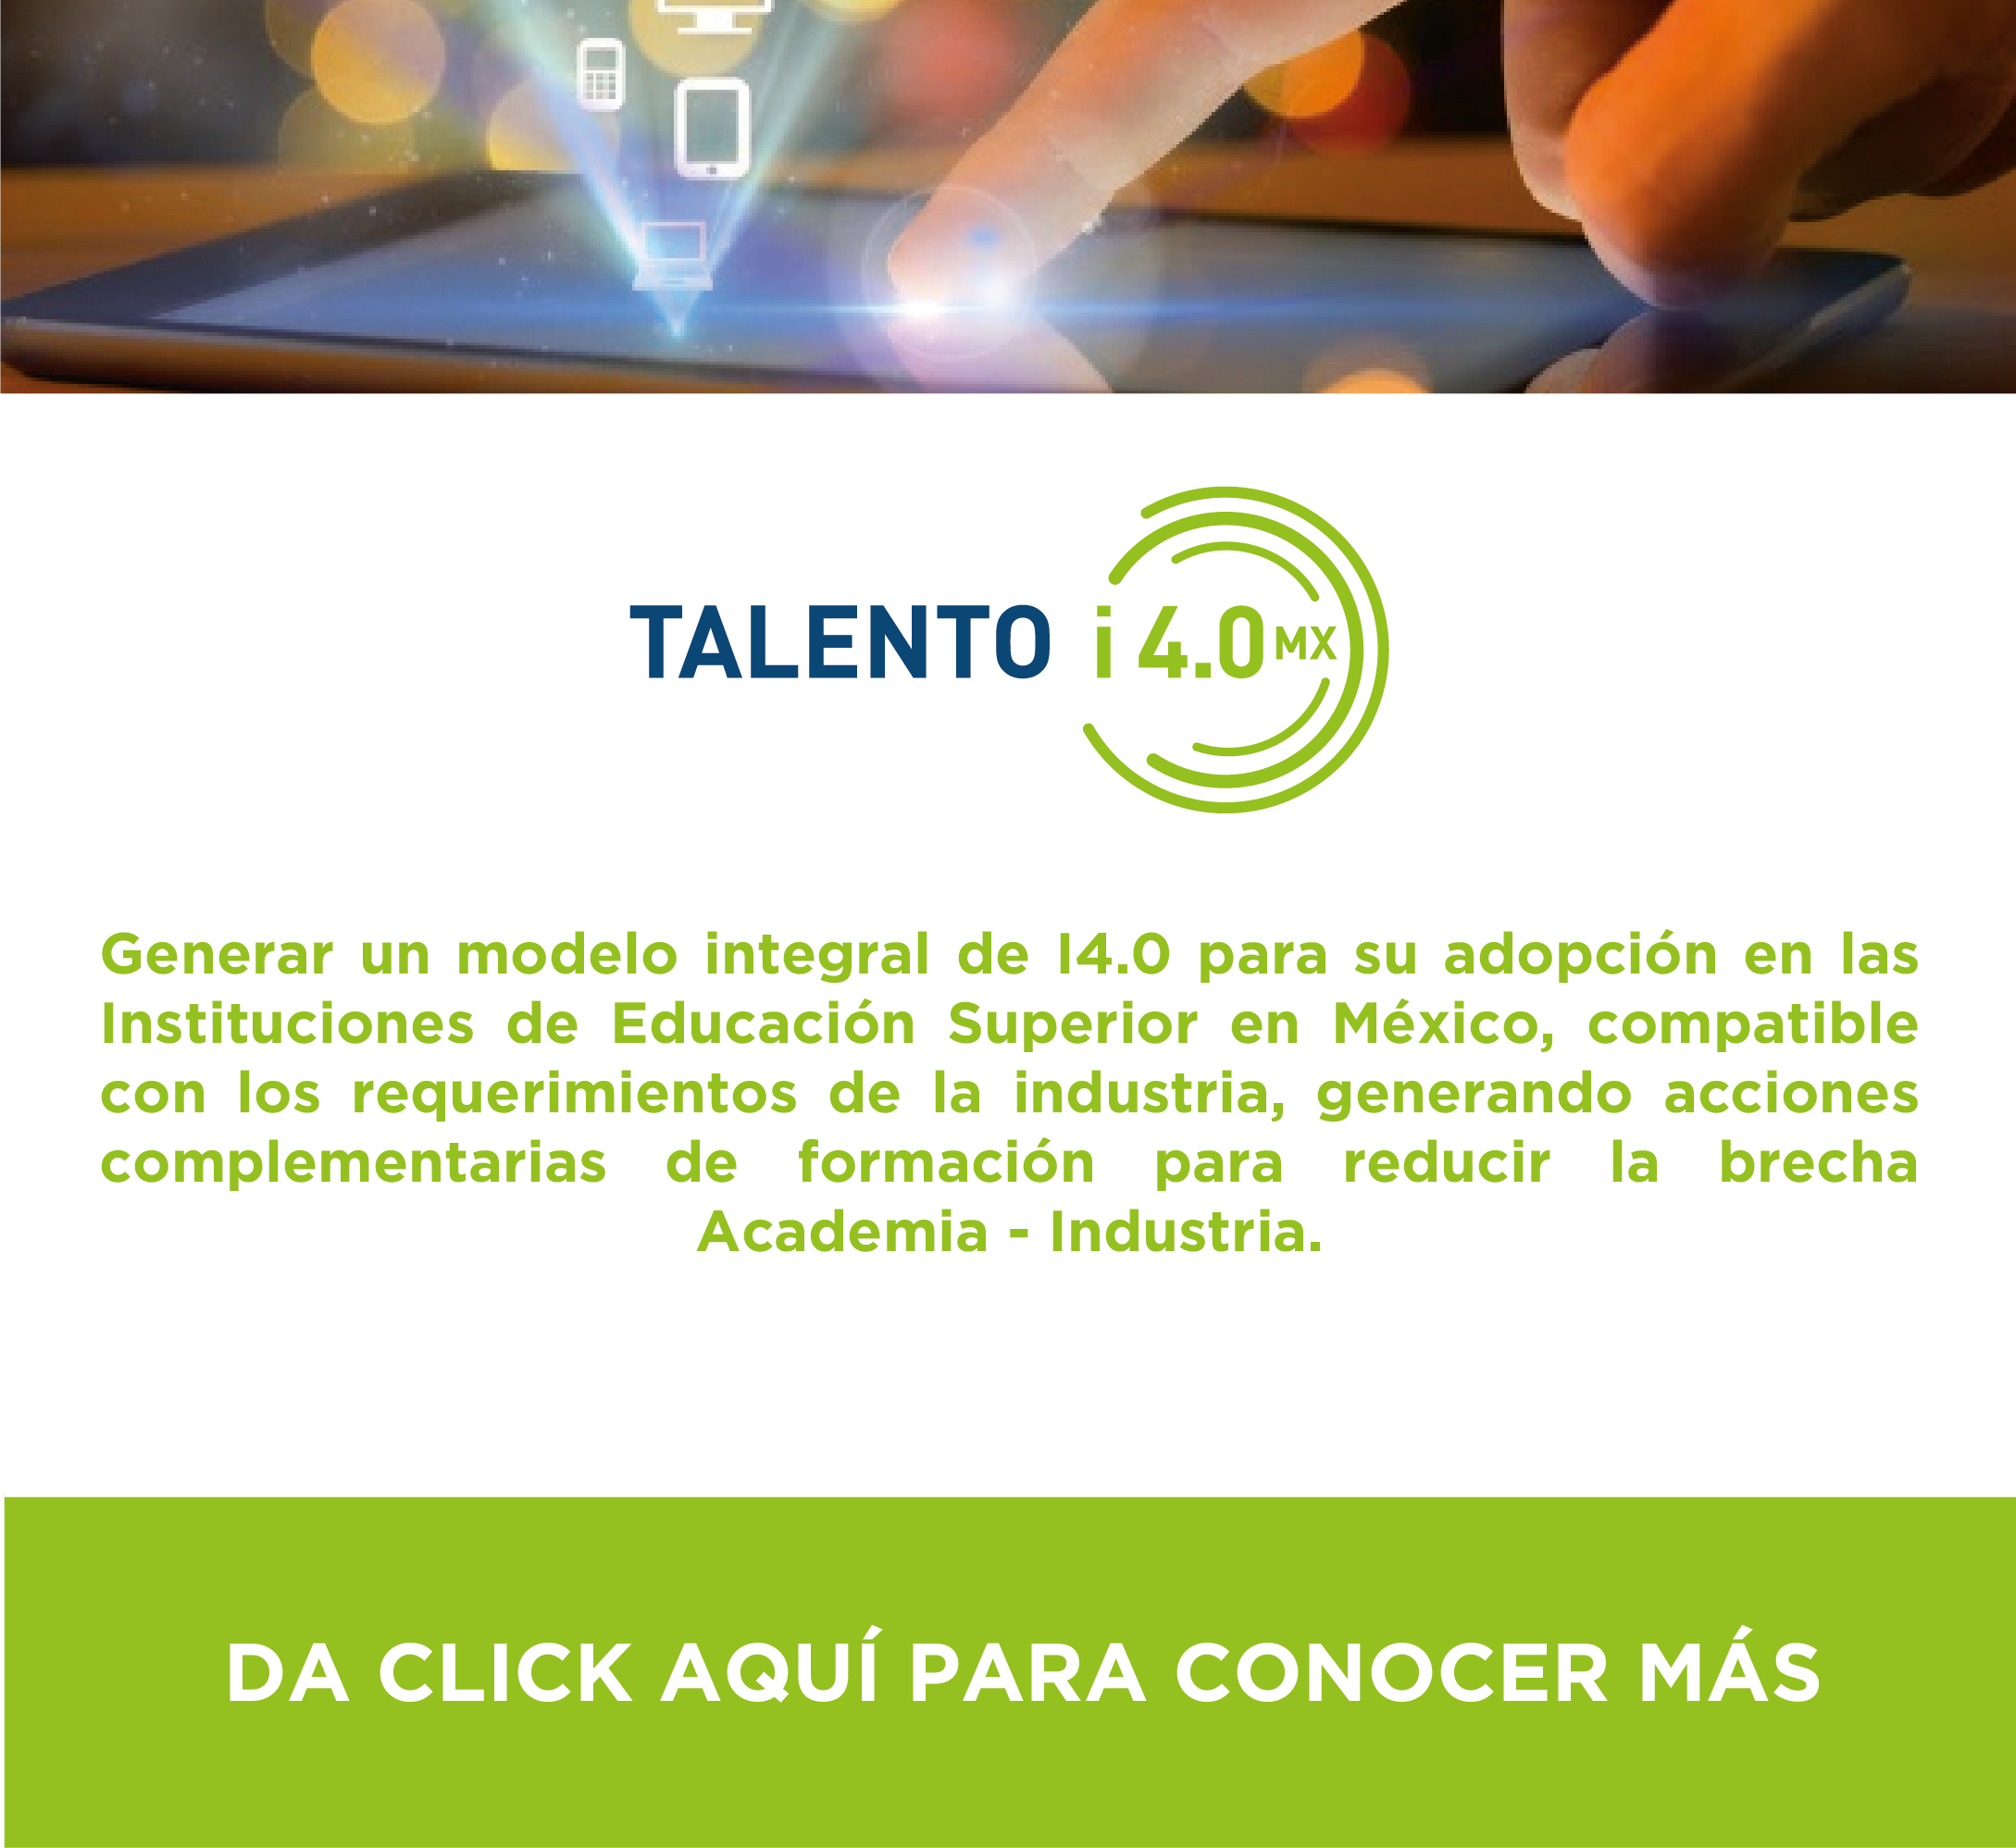 TALENTO i 4.0 MX
Generar un modelo integral de I4.0 para su adopción en las
Instituciones de Educación Superior en México, compatible
con los requerimientos de la industria, generando acciones
complementarias de formación para reducir la brecha
Academia - Industria.
DA CLICK AQUÍ PARA CONOCER MÁS